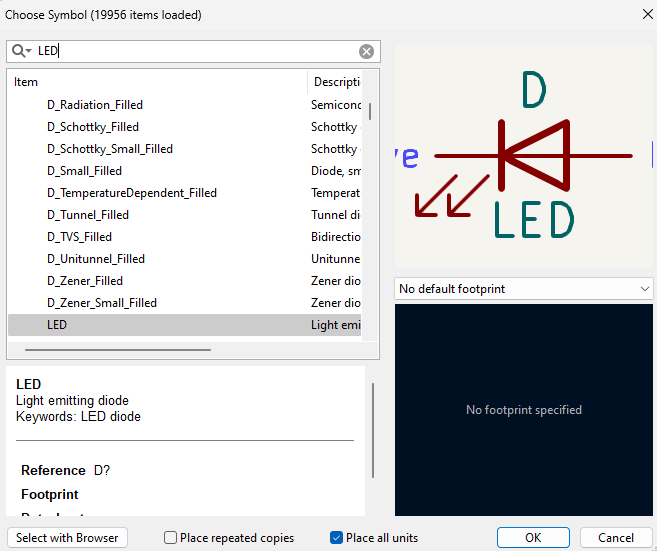 Choose Symbol (19956 items loaded)
LED
Item Descripti
D_Radiation_Filled Semicond
D_Schottky_Filled Schottky
D_Schottky_Small_Filled Schottky
D_Small_Filled Diode, sm
D_TemperatureDependent_Filled Temperat
D_Tunnel_Filled Tunnel di
D_TVS_Filled Bidirectio
D_Unitunnel_Filled Unitunne
D_Zener_Filled Zener dio
D_Zener_Small_Filled Zener dio
LED Light emi
LED
Light emitting diode
Keywords: LED diode
Reference D?
Footprint
D
ve
LED
No default footprint
No footprint specified
Select with Browser
Place repeated copies
Place all units
OK
Cancel